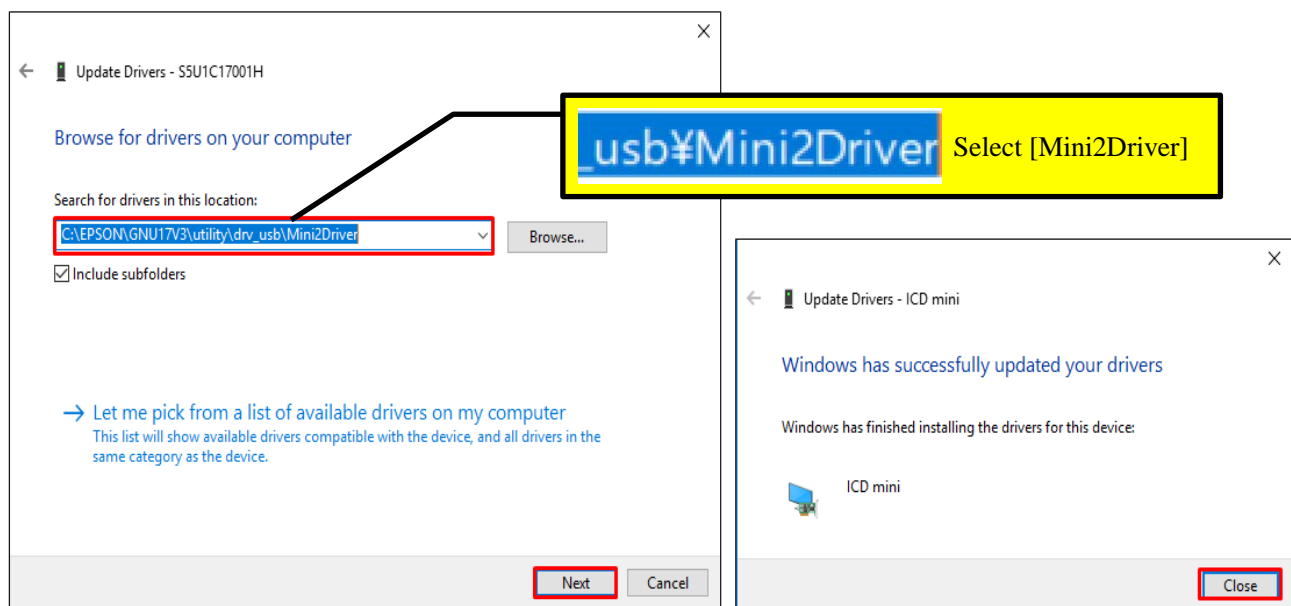 Update Drivers - S5U1C17001H
Browse for drivers on your computer
Search for drivers in this location:
C:\EPSON\GNU17V3\utility\drv_usb\Mini2Driver
Browse...
Include subfolders
Let me pick from a list of available drivers on my computer
This list will show available drivers compatible with the device, and all drivers in the
same category as the device.
Next Cancel
_usb¥Mini2Driver Select [Mini2Driver]
Update Drivers - ICD mini
Windows has successfully updated your drivers
Windows has finished installing the drivers for this device:
ICD mini
Close